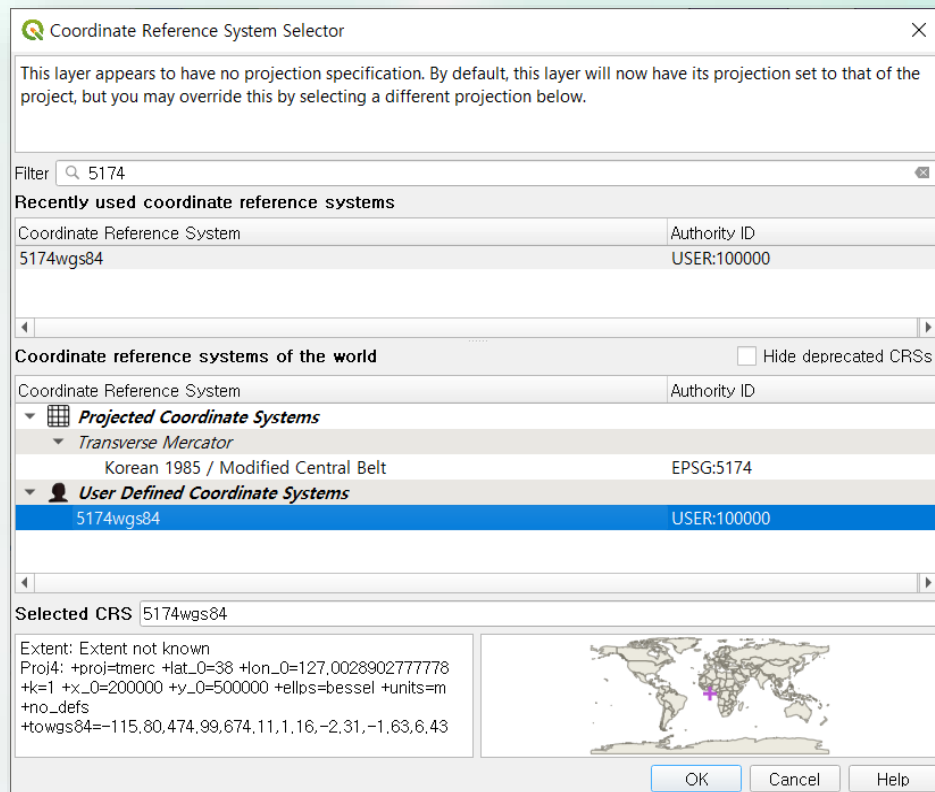 Coordinate Reference System Selector
This layer appears to have no projection specification. By default, this layer will now have its projection set to that of the
project, but you may override this by selecting a different projection below.
Filter 5174
Recently used coordinate reference systems
Coordinate Reference System Authority ID
5174wgs84 USER:100000
Coordinate reference systems of the world Hide deprecated CRSs
Coordinate Reference System Authority ID
Projected Coordinate Systems
Transverse Mercator
Korean 1985 / Modified Central Belt EPSG:5174
User Defined Coordinate Systems
5174wgs84 USER:100000
Selected CRS 5174wgs84
Extent: Extent not known
Proj4: +proj=tmerc +lat_0=38 +lon_0=127.0028902777778
+k=1 +x_0=200000 +y_0=500000 +ellps=bessel +units=m
+no_defs
+towgs84=-115.80,474.99,674.11,1.16,-2.31,-1.63,6.43
OK Cancel Help